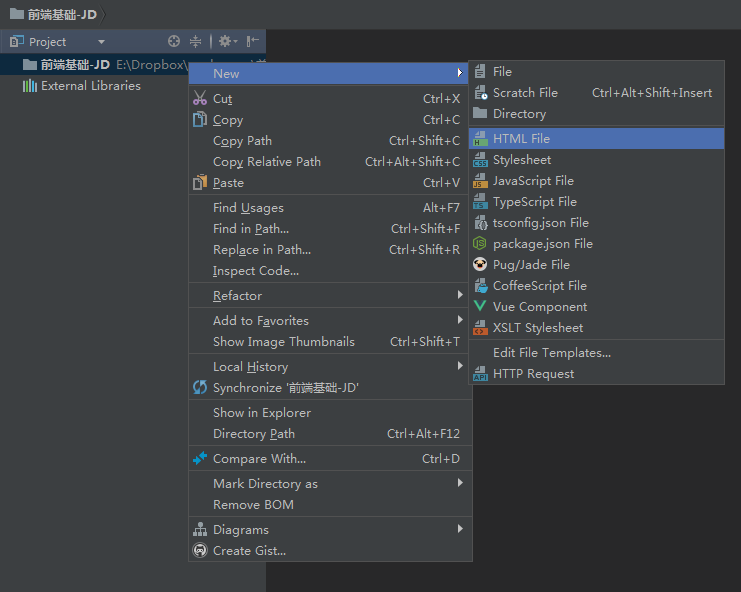 前端基础-JD
Project
前端基础-JD E:\Dropbox\
External Libraries
New
Cut Ctrl+X
Copy Ctrl+C
Copy Path Ctrl+Shift+C
Copy Relative Path Ctrl+Alt+Shift+C
Paste Ctrl+V
Find Usages Alt+F7
Find in Path... Ctrl+Shift+F
Replace in Path... Ctrl+Shift+R
Inspect Code...
Refactor
Add to Favorites
Show Image Thumbnails Ctrl+Shift+T
Local History
Synchronize '前端基础-JD'
Show in Explorer
Directory Path Ctrl+Alt+F12
Compare With... Ctrl+D
Mark Directory as
Remove BOM
Diagrams
Create Gist...
File
Scratch File Ctrl+Alt+Shift+Insert
Directory
HTML File
Stylesheet
JavaScript File
TypeScript File
tsconfig.json File
package.json File
Pug/Jade File
CoffeeScript File
Vue Component
XSLT Stylesheet
Edit File Templates...
HTTP Request